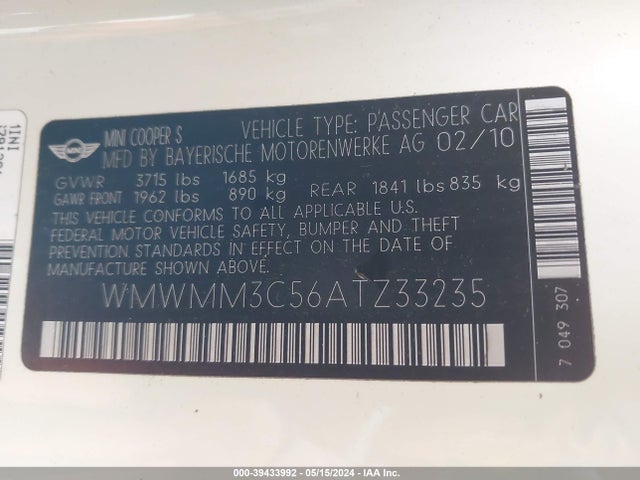 MINI COOPER S VEHICLE TYPE: PASSENGER CAR
MFD BY BAYERISCHE MOTORENWERKE AG 02/10
GVWR 3715 lbs 1685 kg
GAWR FRONT 1962 lbs 890 kg REAR 1841 lbs 835 kg
THIS VEHICLE CONFORMS TO ALL APPLICABLE U.S.
FEDERAL MOTOR VEHICLE SAFETY, BUMPER AND THEFT
PREVENTION STANDARDS IN EFFECT ON THE DATE OF
MANUFACTURE SHOWN ABOVE.
WMWMM3C56ATZ33235
7 049 307
000-39433992 - 05/15/2024 - IAA Inc.